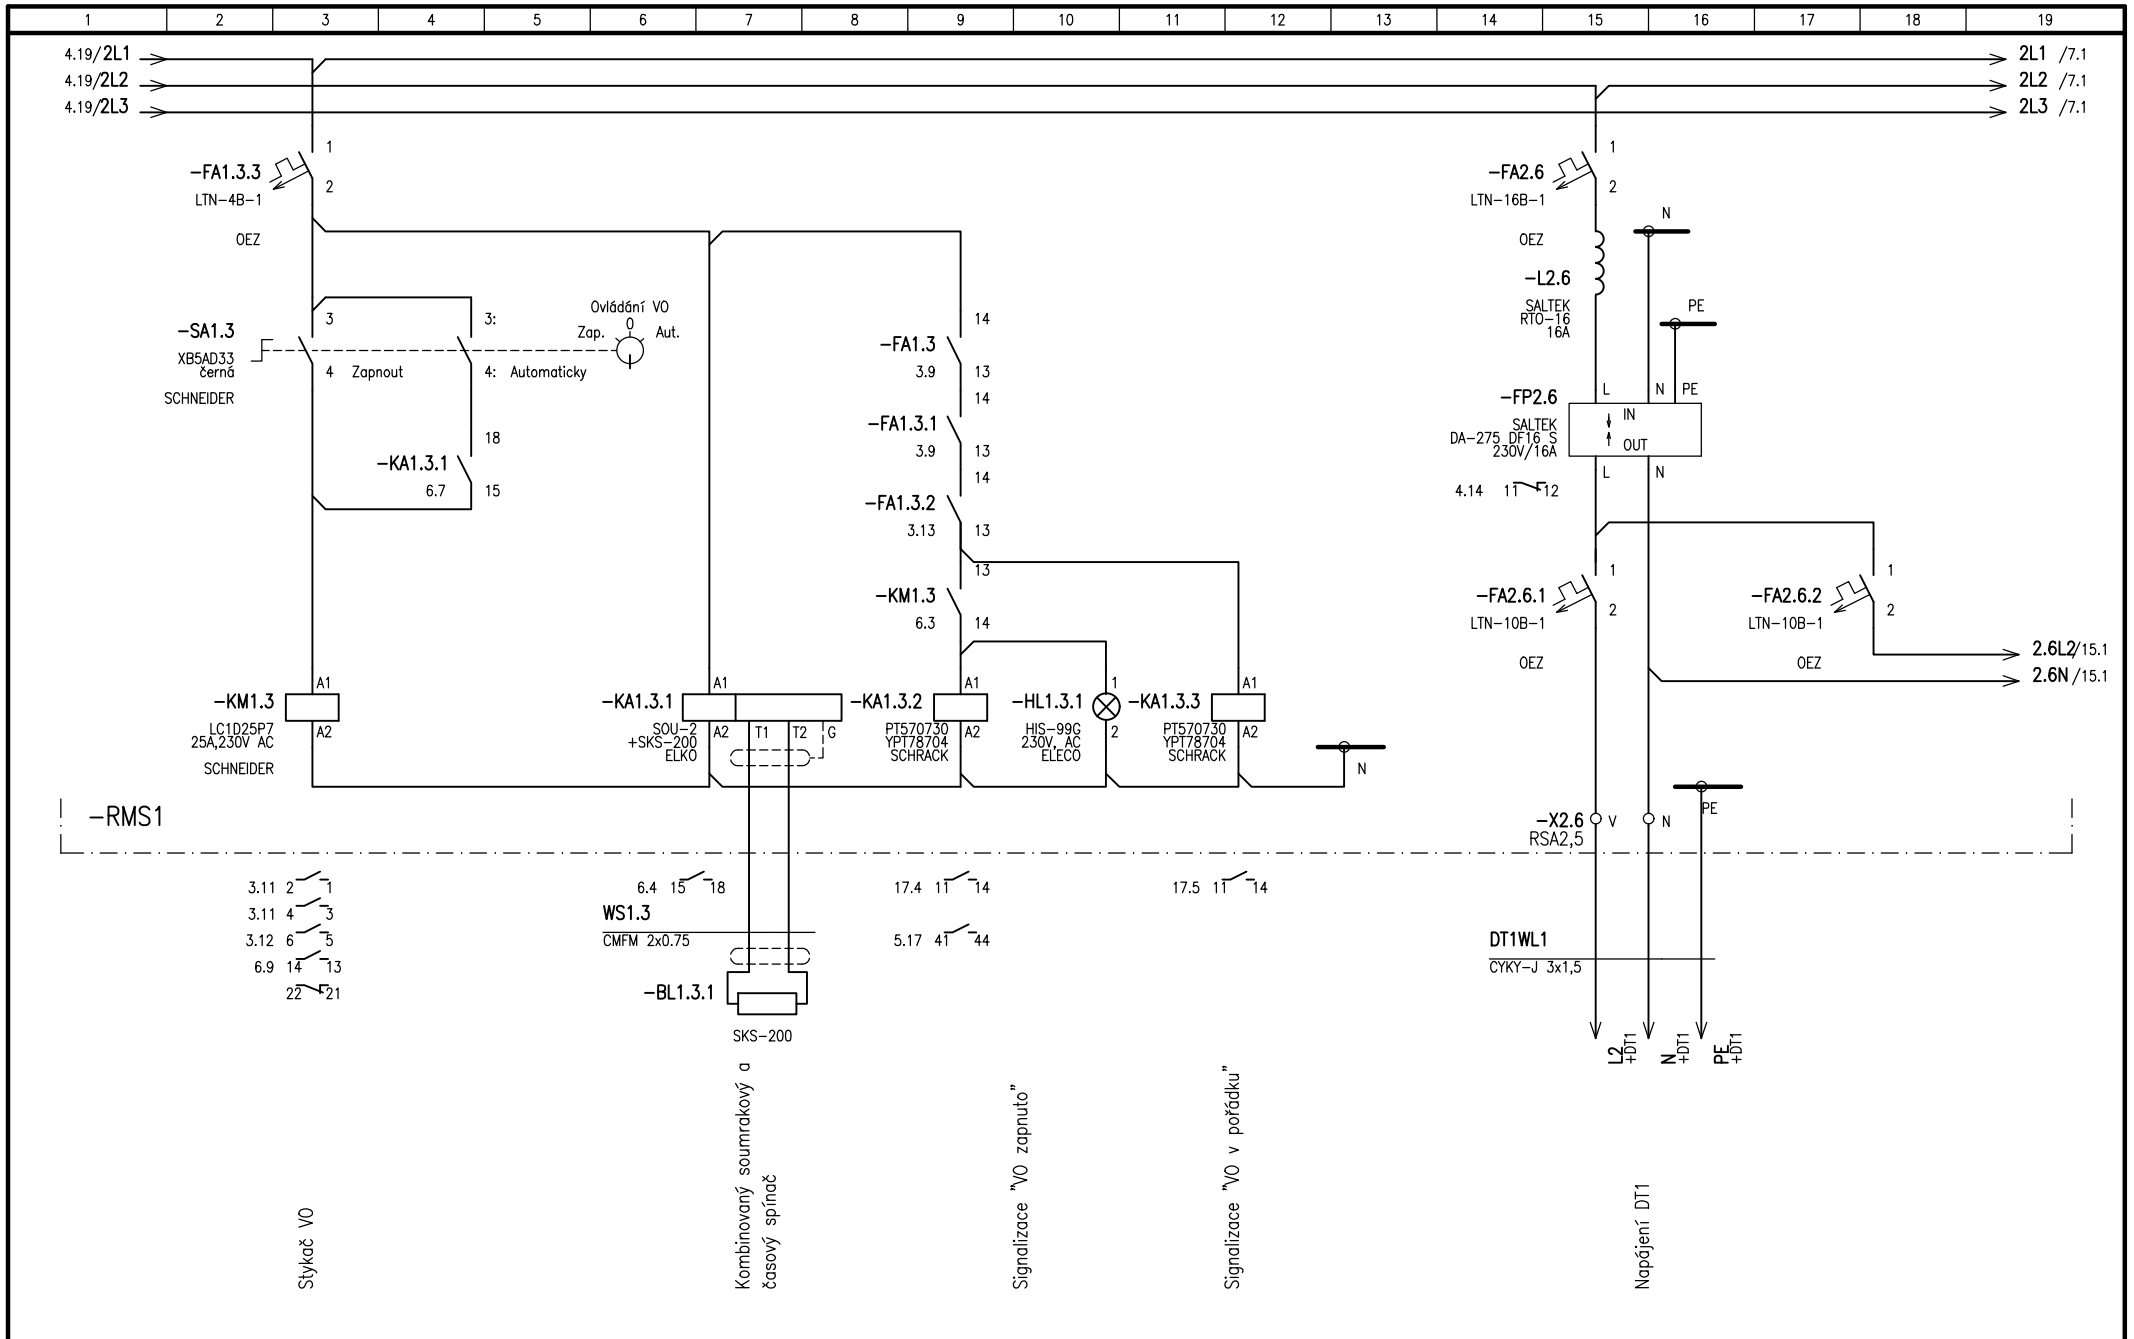 1 2 3 4 5 6 7 8 9 10 11 12 13 14 15 16 17 18 19
4.19/2L1
2L1 /7.1
4.19/2L2
2L2 /7.1
4.19/2L3
2L3 /7.1
1
-FA1.3.3
2
LTN-4B-1
OEZ
3
-SA1.3
XB5AD33
černá
4 Zapnout
SCHNEIDER
3:
4: Automaticky
Ovládání VO
0
Zap. Aut.
18
-KA1.3.1
6.7
15
14
-FA1.3
3.9
13
14
-FA1.3.1
3.9
13
14
-FA1.3.2
3.13
13
13
-KM1.3
6.3
14
A1
-KM1.3
LC1D25P7
25A,230V AC
A2
SCHNEIDER
A1
-KA1.3.1
SOU-2
+SKS-200
ELKO
A2 T1 T2 G
A1
-KA1.3.2
PT570730
YPT78704
SCHRACK
A2
1
-HL1.3.1
HIS-99G
230V, AC
ELECO
2
A1
-KA1.3.3
PT570730
YPT78704
SCHRACK
A2
N
1
-FA2.6
2
LTN-16B-1
OEZ
N
-L2.6
SALTEK
RTO-16
16A
PE
L N PE
-FP2.6
IN
SALTEK
DA-275 DF16 S
230V/16A
OUT
L N
4.14 11 12
1
-FA2.6.1
2
LTN-10B-1
OEZ
1
-FA2.6.2
2
LTN-10B-1
OEZ
2.6L2/15.1
2.6N /15.1
PE
-X2.6 V N
RSA2,5
-RMS1
3.11 2 1
3.11 4 3
3.12 6 5
6.9 14 13
22 21
6.4 15 18
WS1.3
CMFM 2x0.75
-BL1.3.1
SKS-200
17.4 11 14
5.17 41 44
17.5 11 14
DT1WL1
CYKY-J 3x1,5
L2
+DT1
N
+DT1
PE
+DT1
Stykač VO
Kombinovaný soumrakový a
časový spínač
Signalizace "VO zapnuto"
Signalizace "VO v pořádku"
Napájení DT1